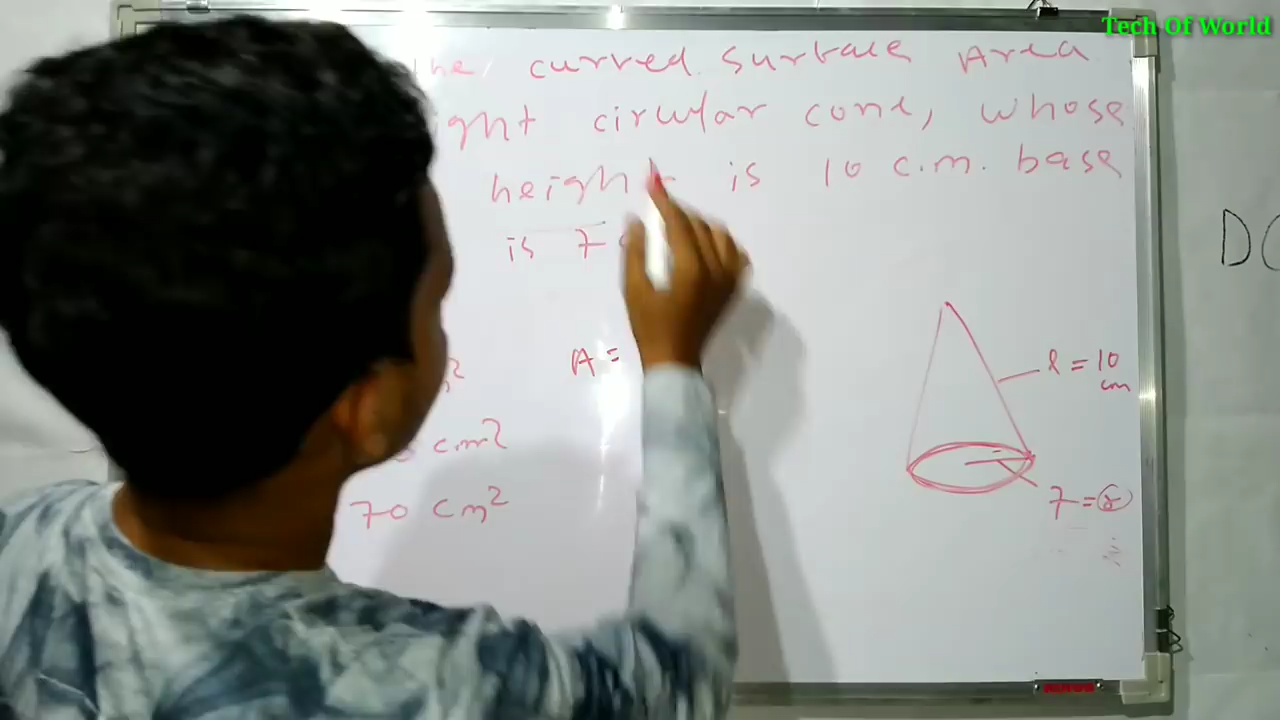 Tech Of World
the curved surface Area
ight circular cone, whose
height is 10 c.m. base
is 7
A =
cm²
70 cm²
l = 10
cm
7 = r